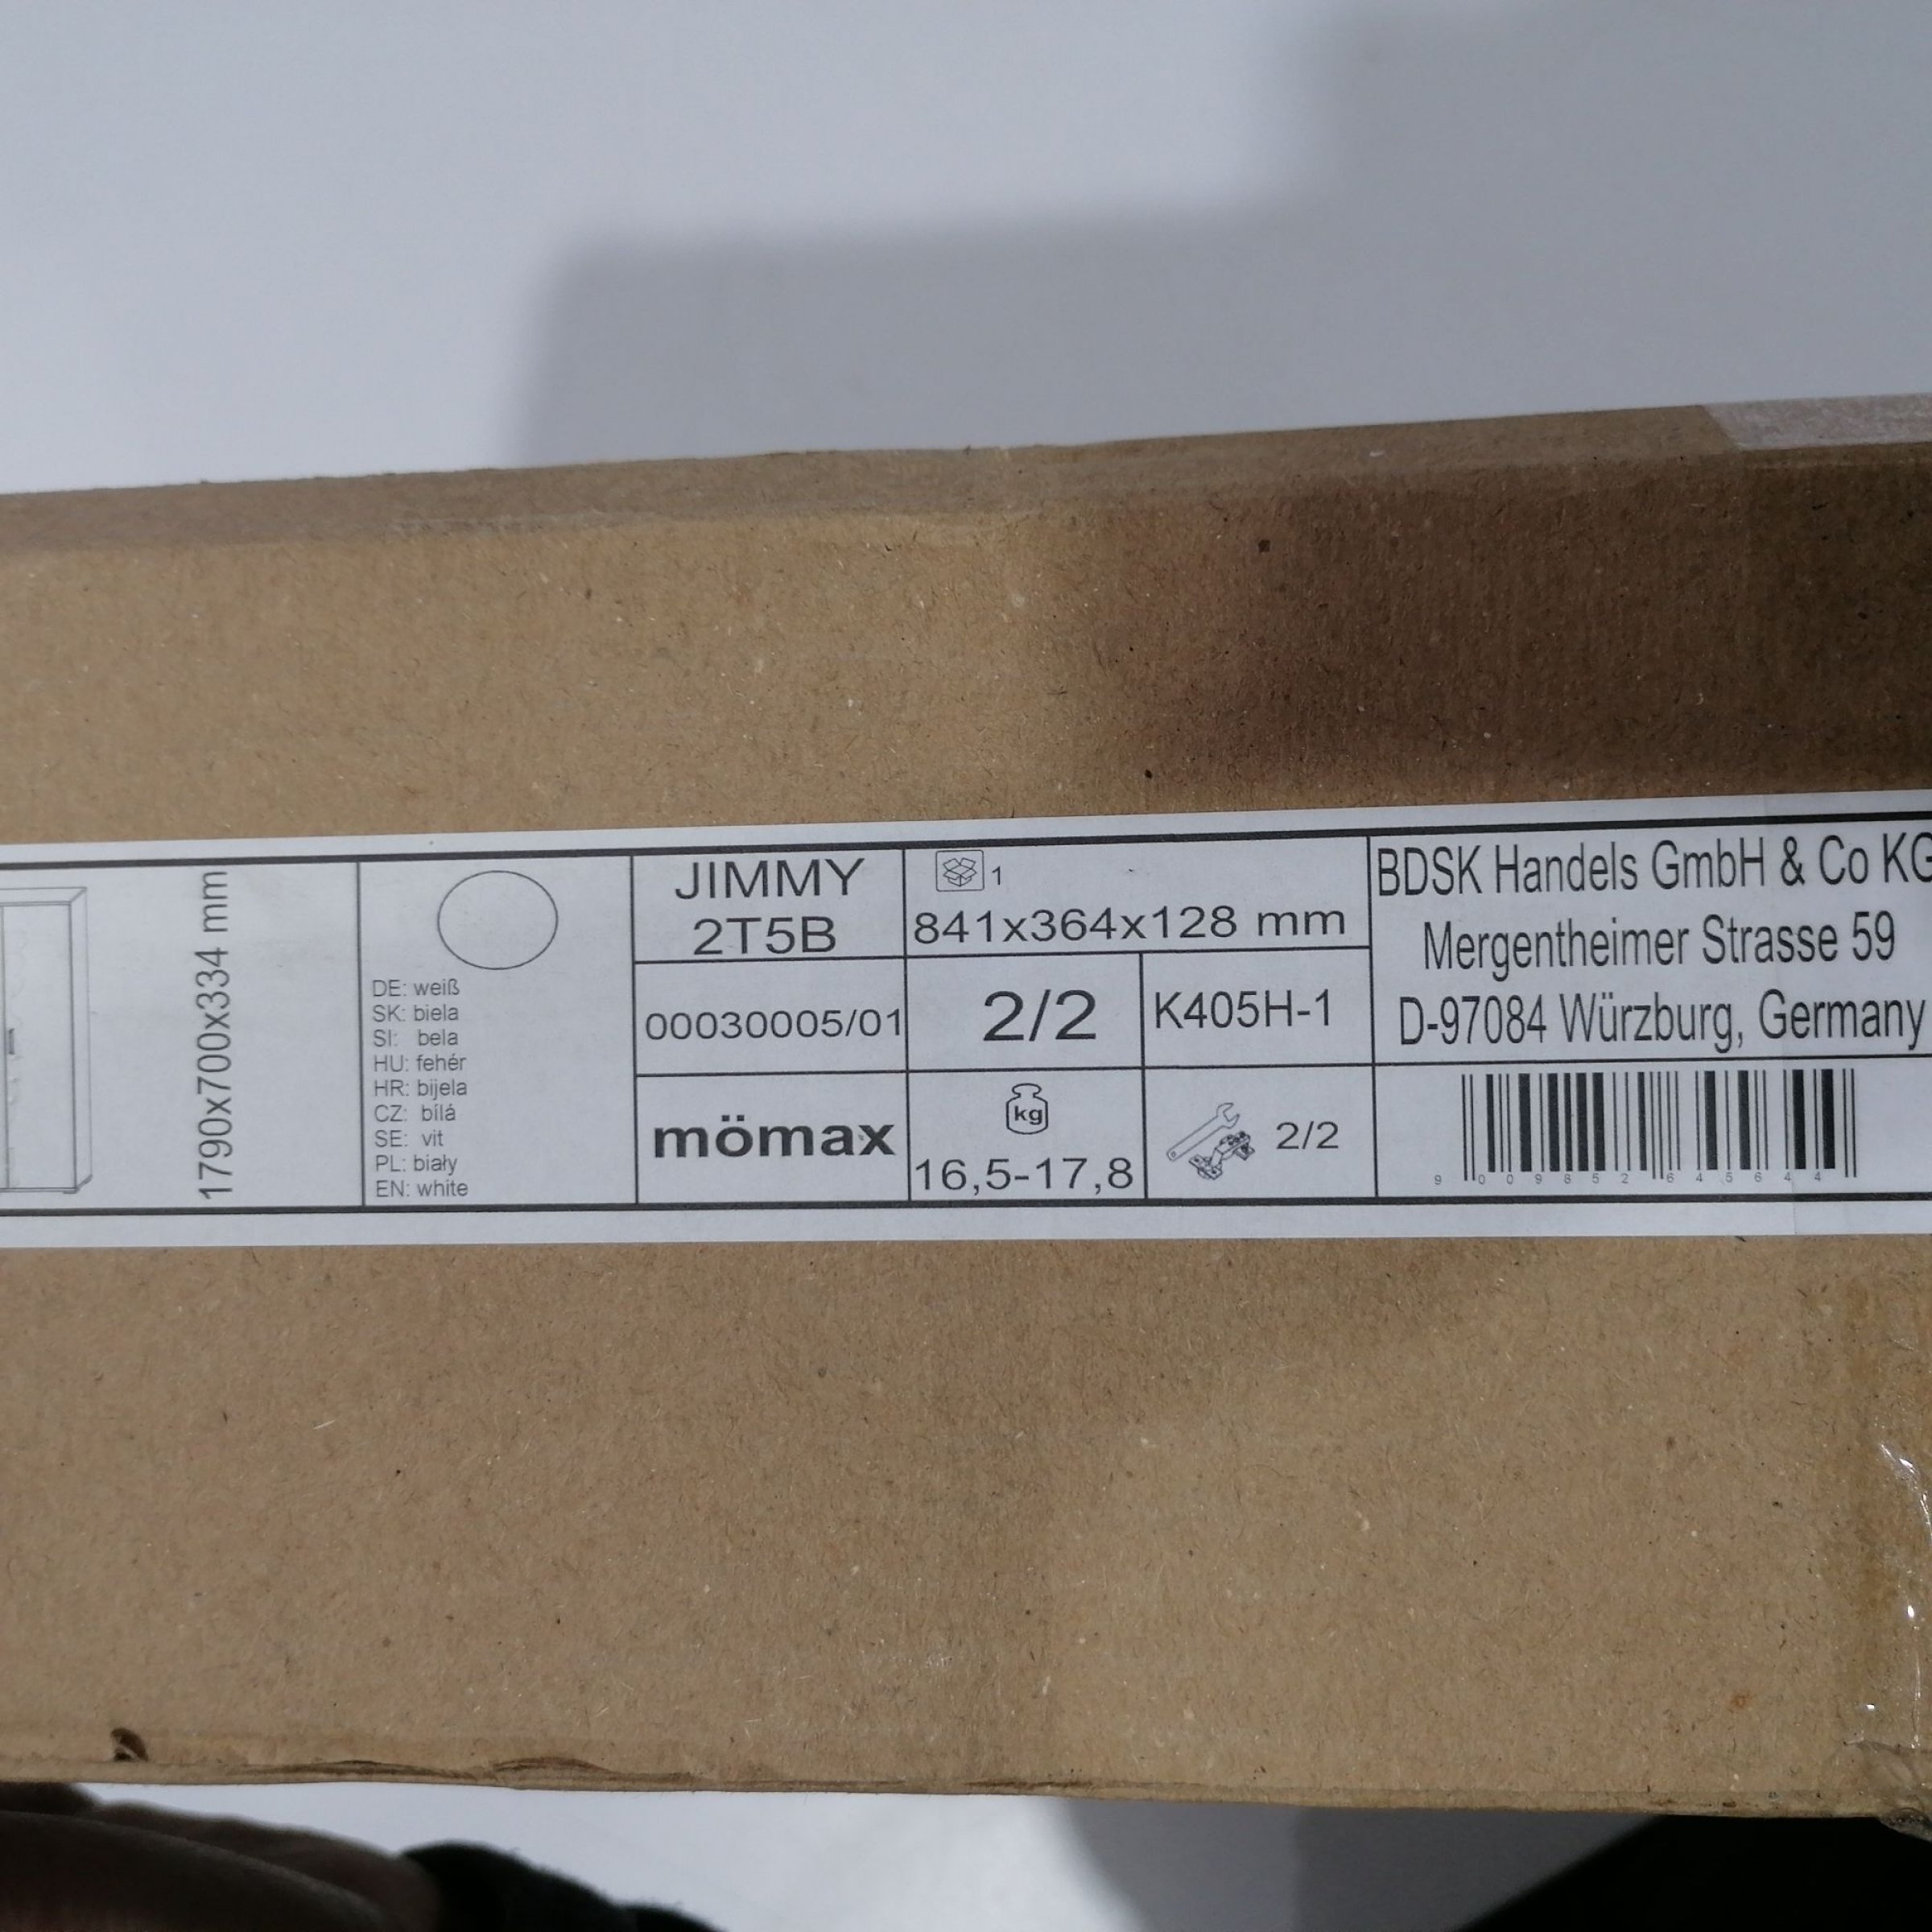 1790x700x334 mm
DE: weiß
SK: biela
SI: bela
HU: fehér
HR: bijela
CZ: bílá
SE: vit
PL: biały
EN: white
JIMMY
2T5B
00030005/01
mömax
1
841x364x128 mm
2/2
K405H-1
kg
16,5-17,8
2/2
BDSK Handels GmbH & Co KG
Mergentheimer Strasse 59
D-97084 Würzburg, Germany
9 009852 645644